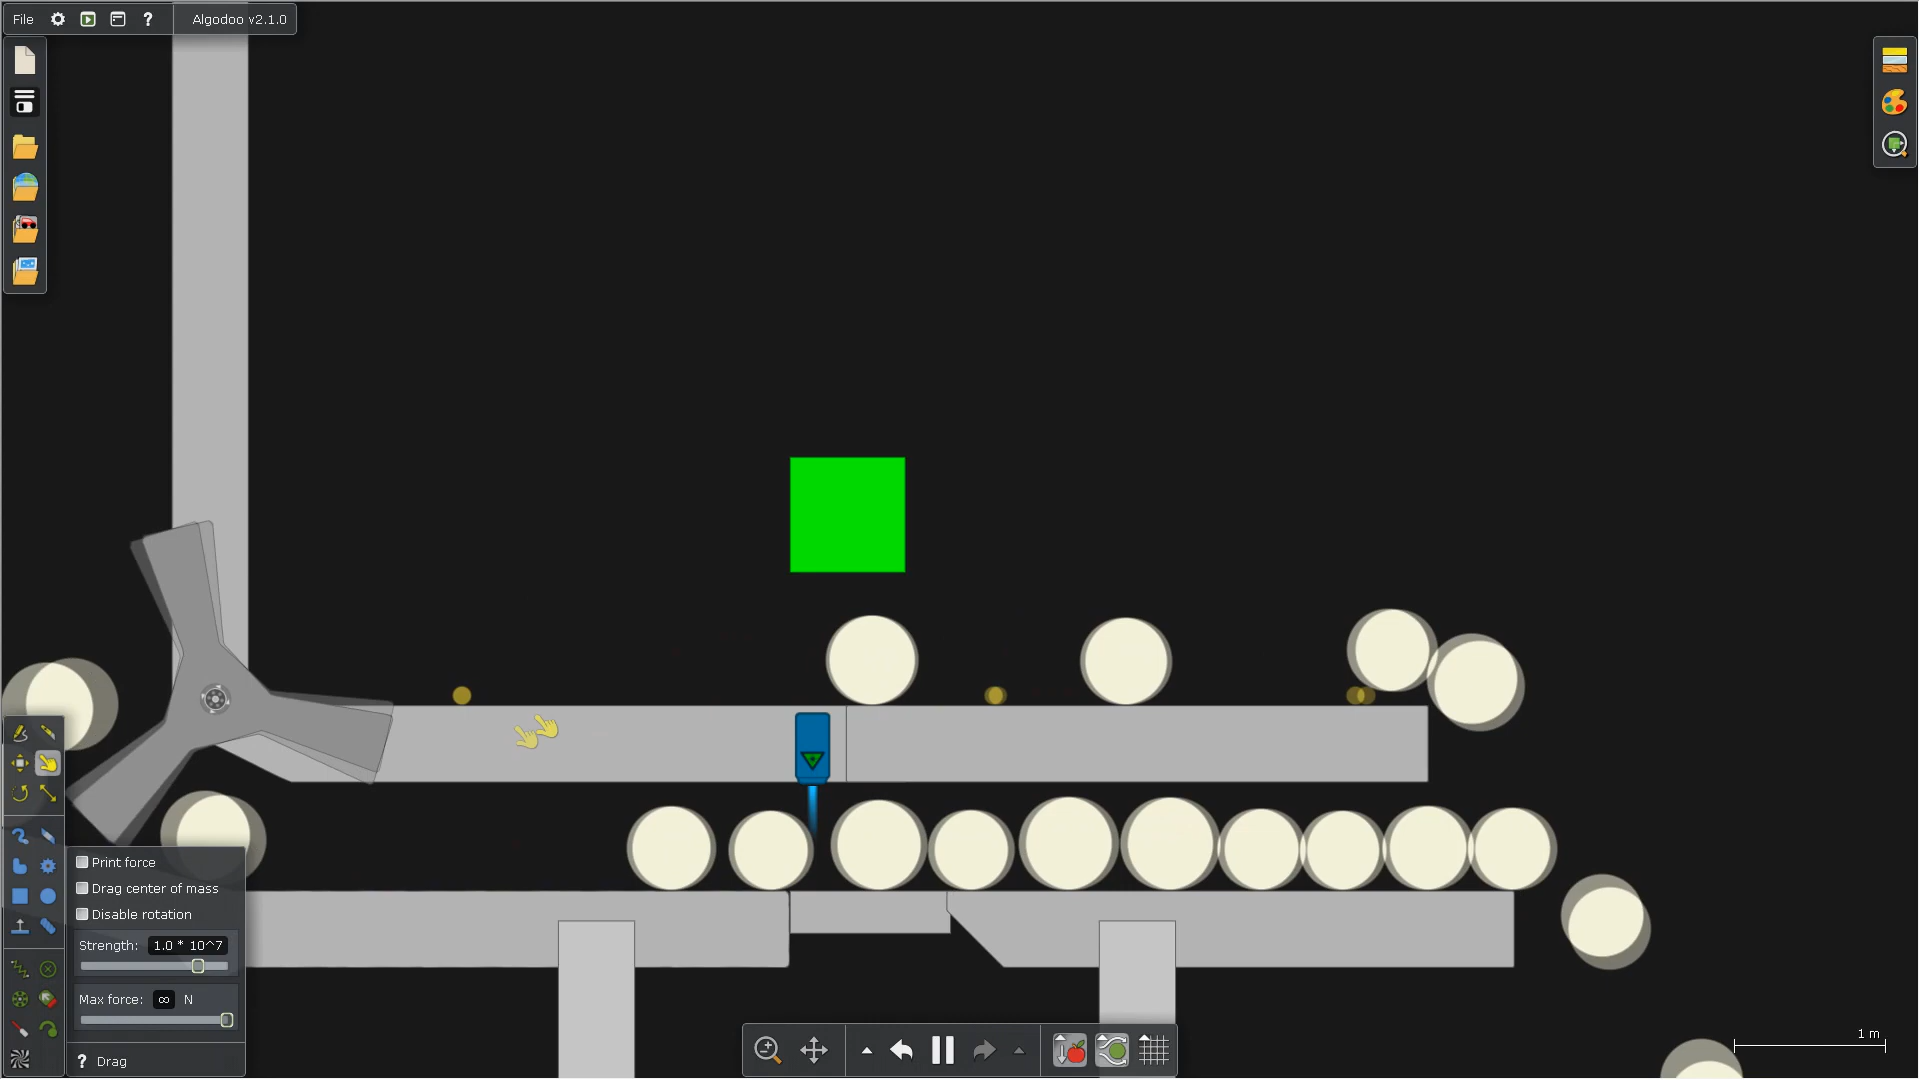 File ? Algodoo v2.1.0
Print force
Drag center of mass
Disable rotation
Strength: 1.0 * 10^7
Max force: ∞ N
? Drag
1 m